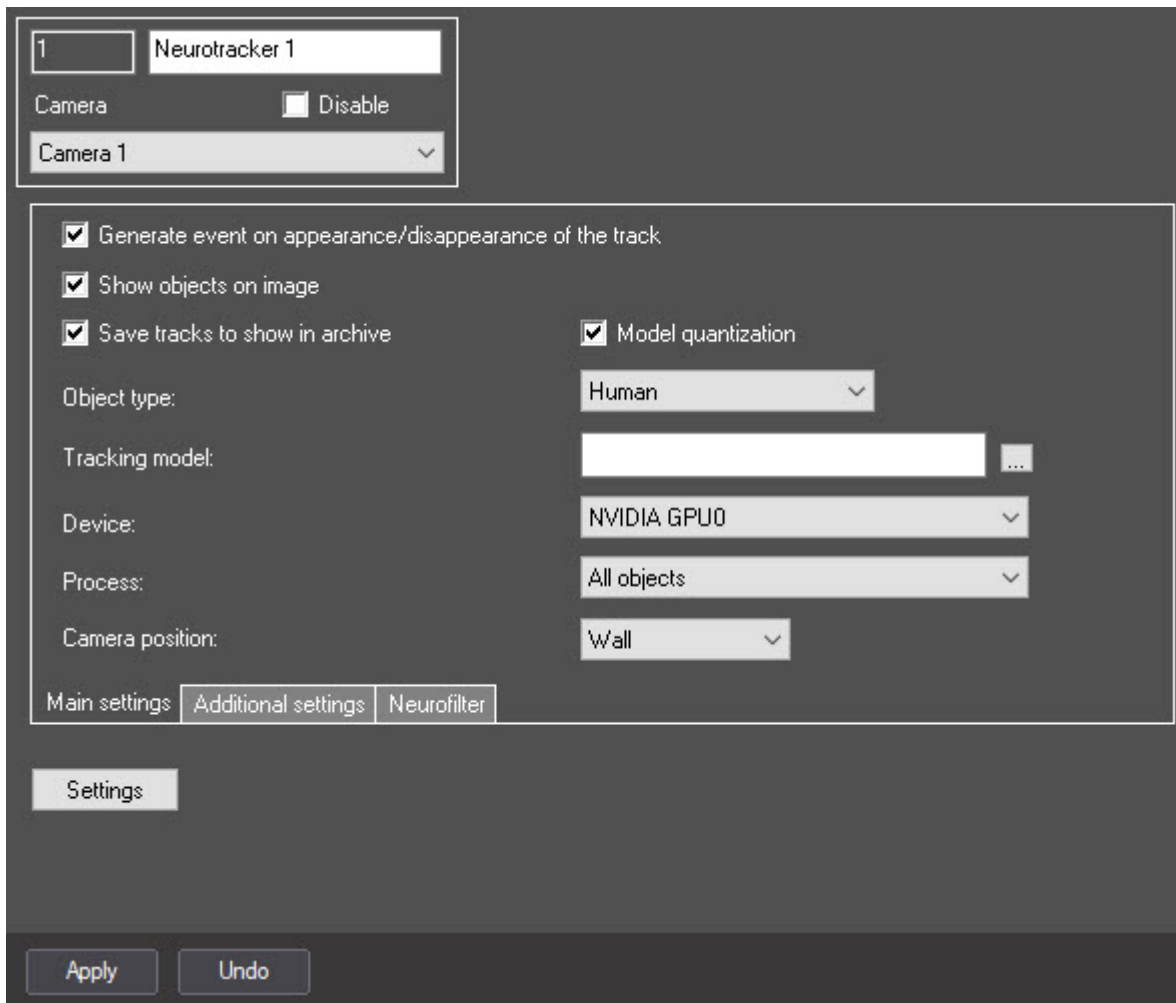 1 Neurotracker 1
Camera Disable
Camera 1
Generate event on appearance/disappearance of the track
Show objects on image
Save tracks to show in archive Model quantization
Object type: Human
Tracking model: ...
Device: NVIDIA GPU0
Process: All objects
Camera position: Wall
Main settings Additional settings Neurofilter
Settings
Apply Undo